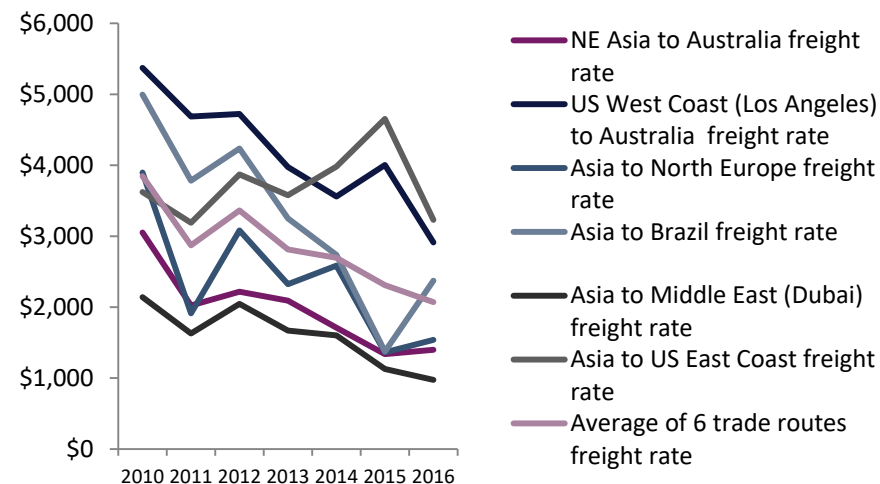 $6,000
$5,000
$4,000
$3,000
$2,000
$1,000
$0
2010 2011 2012 2013 2014 2015 2016
NE Asia to Australia freight
rate
US West Coast (Los Angeles)
to Australia  freight rate
Asia to North Europe freight
rate
Asia to Brazil freight rate
Asia to Middle East (Dubai)
freight rate
Asia to US East Coast freight
rate
Average of 6 trade routes
freight rate